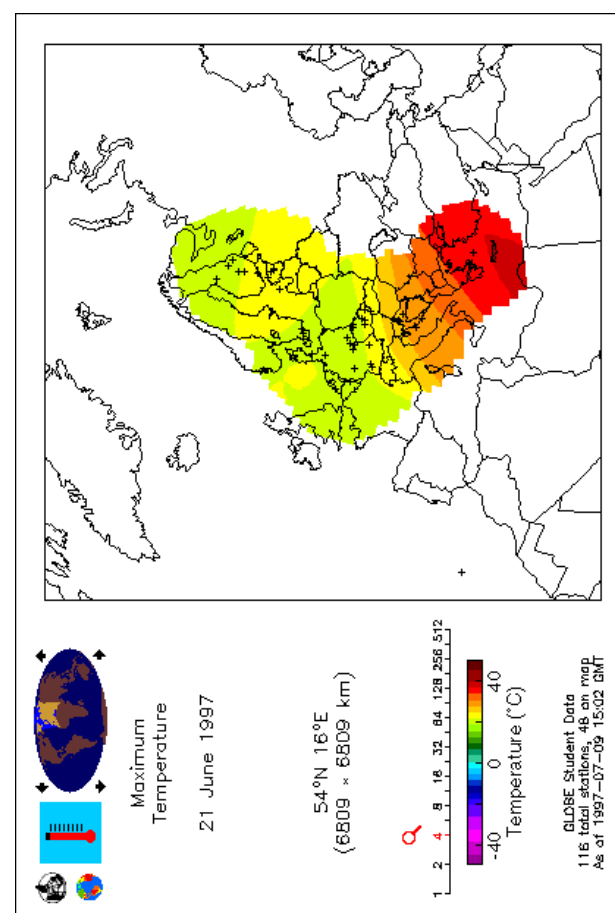 Maximum
Temperature
21 June 1997
54°N 16°E
(6809 × 6809 km)
1 2 4 8 16 32 64 128 256 512
-40 0 40
Temperature (°C)
GLOBE Student Data
116 total stations, 48 on map
As of 1997-07-09 15:02 GMT